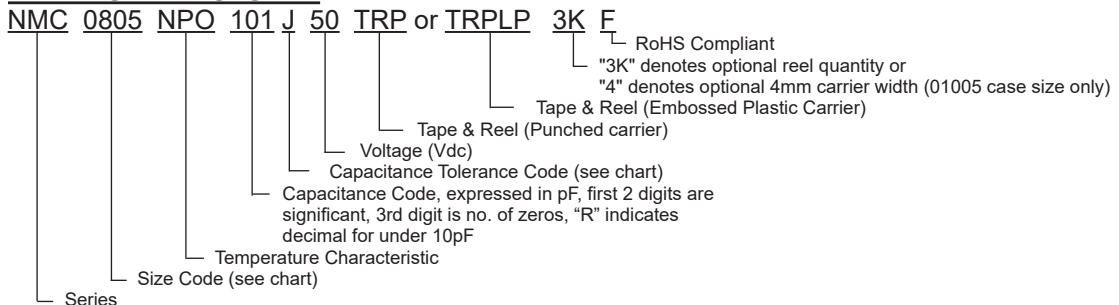 NMC 0805 NPO 101 J 50 TRP or TRPLP 3K F
RoHS Compliant
"3K" denotes optional reel quantity or
"4" denotes optional 4mm carrier width (01005 case size only)
Tape & Reel (Embossed Plastic Carrier)
Tape & Reel (Punched carrier)
Voltage (Vdc)
Capacitance Tolerance Code (see chart)
Capacitance Code, expressed in pF, first 2 digits are
significant, 3rd digit is no. of zeros, “R” indicates
decimal for under 10pF
Temperature Characteristic
Size Code (see chart)
Series